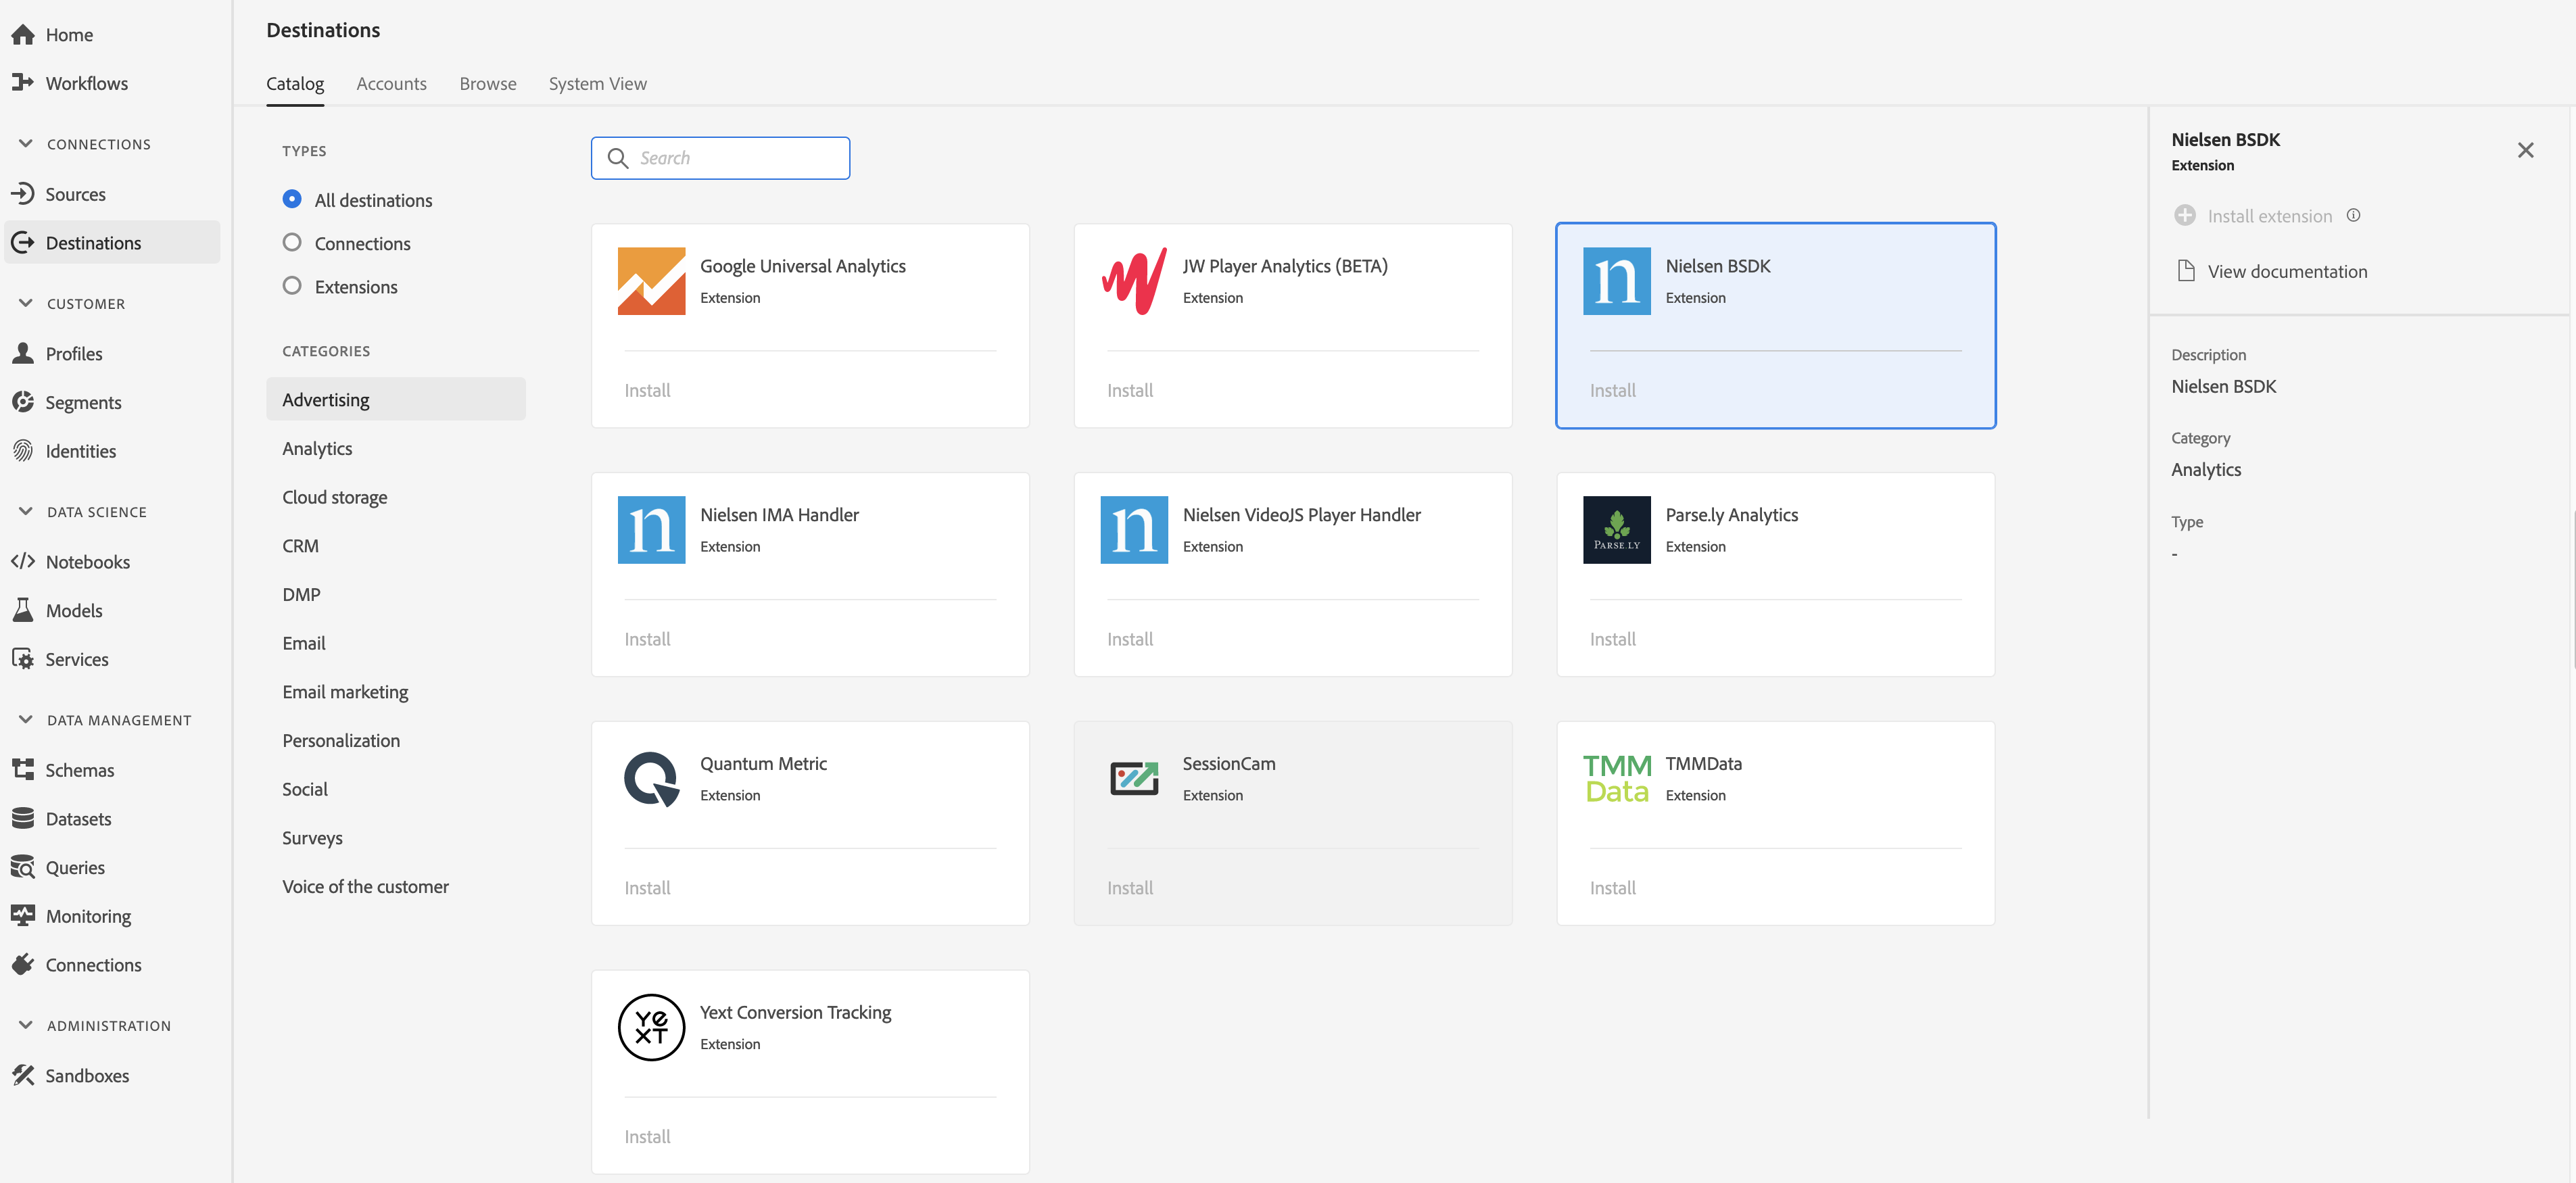 Home
Workflows
CONNECTIONS
Sources
Destinations
CUSTOMER
Profiles
Segments
Identities
DATA SCIENCE
Notebooks
Models
Services
DATA MANAGEMENT
Schemas
Datasets
Queries
Monitoring
Connections
ADMINISTRATION
Sandboxes
Destinations
Catalog Accounts Browse System View
TYPES
All destinations
Connections
Extensions
CATEGORIES
Advertising
Analytics
Cloud storage
CRM
DMP
Email
Email marketing
Personalization
Social
Surveys
Voice of the customer
Search
Google Universal Analytics
Extension
Install
JW Player Analytics (BETA)
Extension
Install
n
Nielsen BSDK
Extension
Install
n
Nielsen IMA Handler
Extension
Install
n
Nielsen VideoJS Player Handler
Extension
Install
PARSE.LY
Parse.ly Analytics
Extension
Install
Quantum Metric
Extension
Install
SessionCam
Extension
Install
TMM
Data
TMMData
Extension
Install
YE
XT
Yext Conversion Tracking
Extension
Install
Nielsen BSDK
Extension
Install extension
View documentation
Description
Nielsen BSDK
Category
Analytics
Type
-